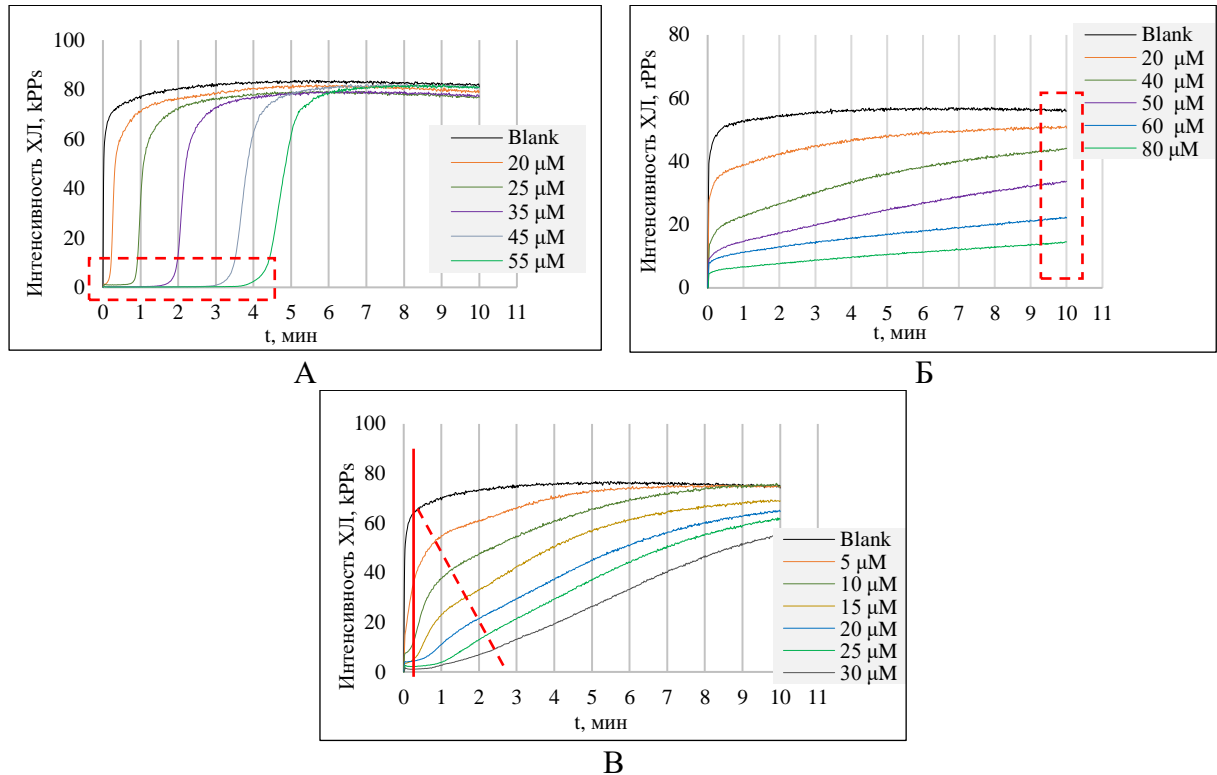 100
80
60
40
20
0
Интенсивность ХЛ, kPPs
0 1 2 3 4 5 6 7 8 9 10 11
t, мин
Blank
20 μM
25 μM
35 μM
45 μM
55 μM
А
80
60
40
20
0
Интенсивность ХЛ, rPPs
0 1 2 3 4 5 6 7 8 9 10 11
t, мин
Blank
20 μM
40 μM
50 μM
60 μM
80 μM
Б
100
80
60
40
20
0
Интенсивность ХЛ, kPPs
0 1 2 3 4 5 6 7 8 9 10 11
t, мин
Blank
5 μM
10 μM
15 μM
20 μM
25 μM
30 μM
В